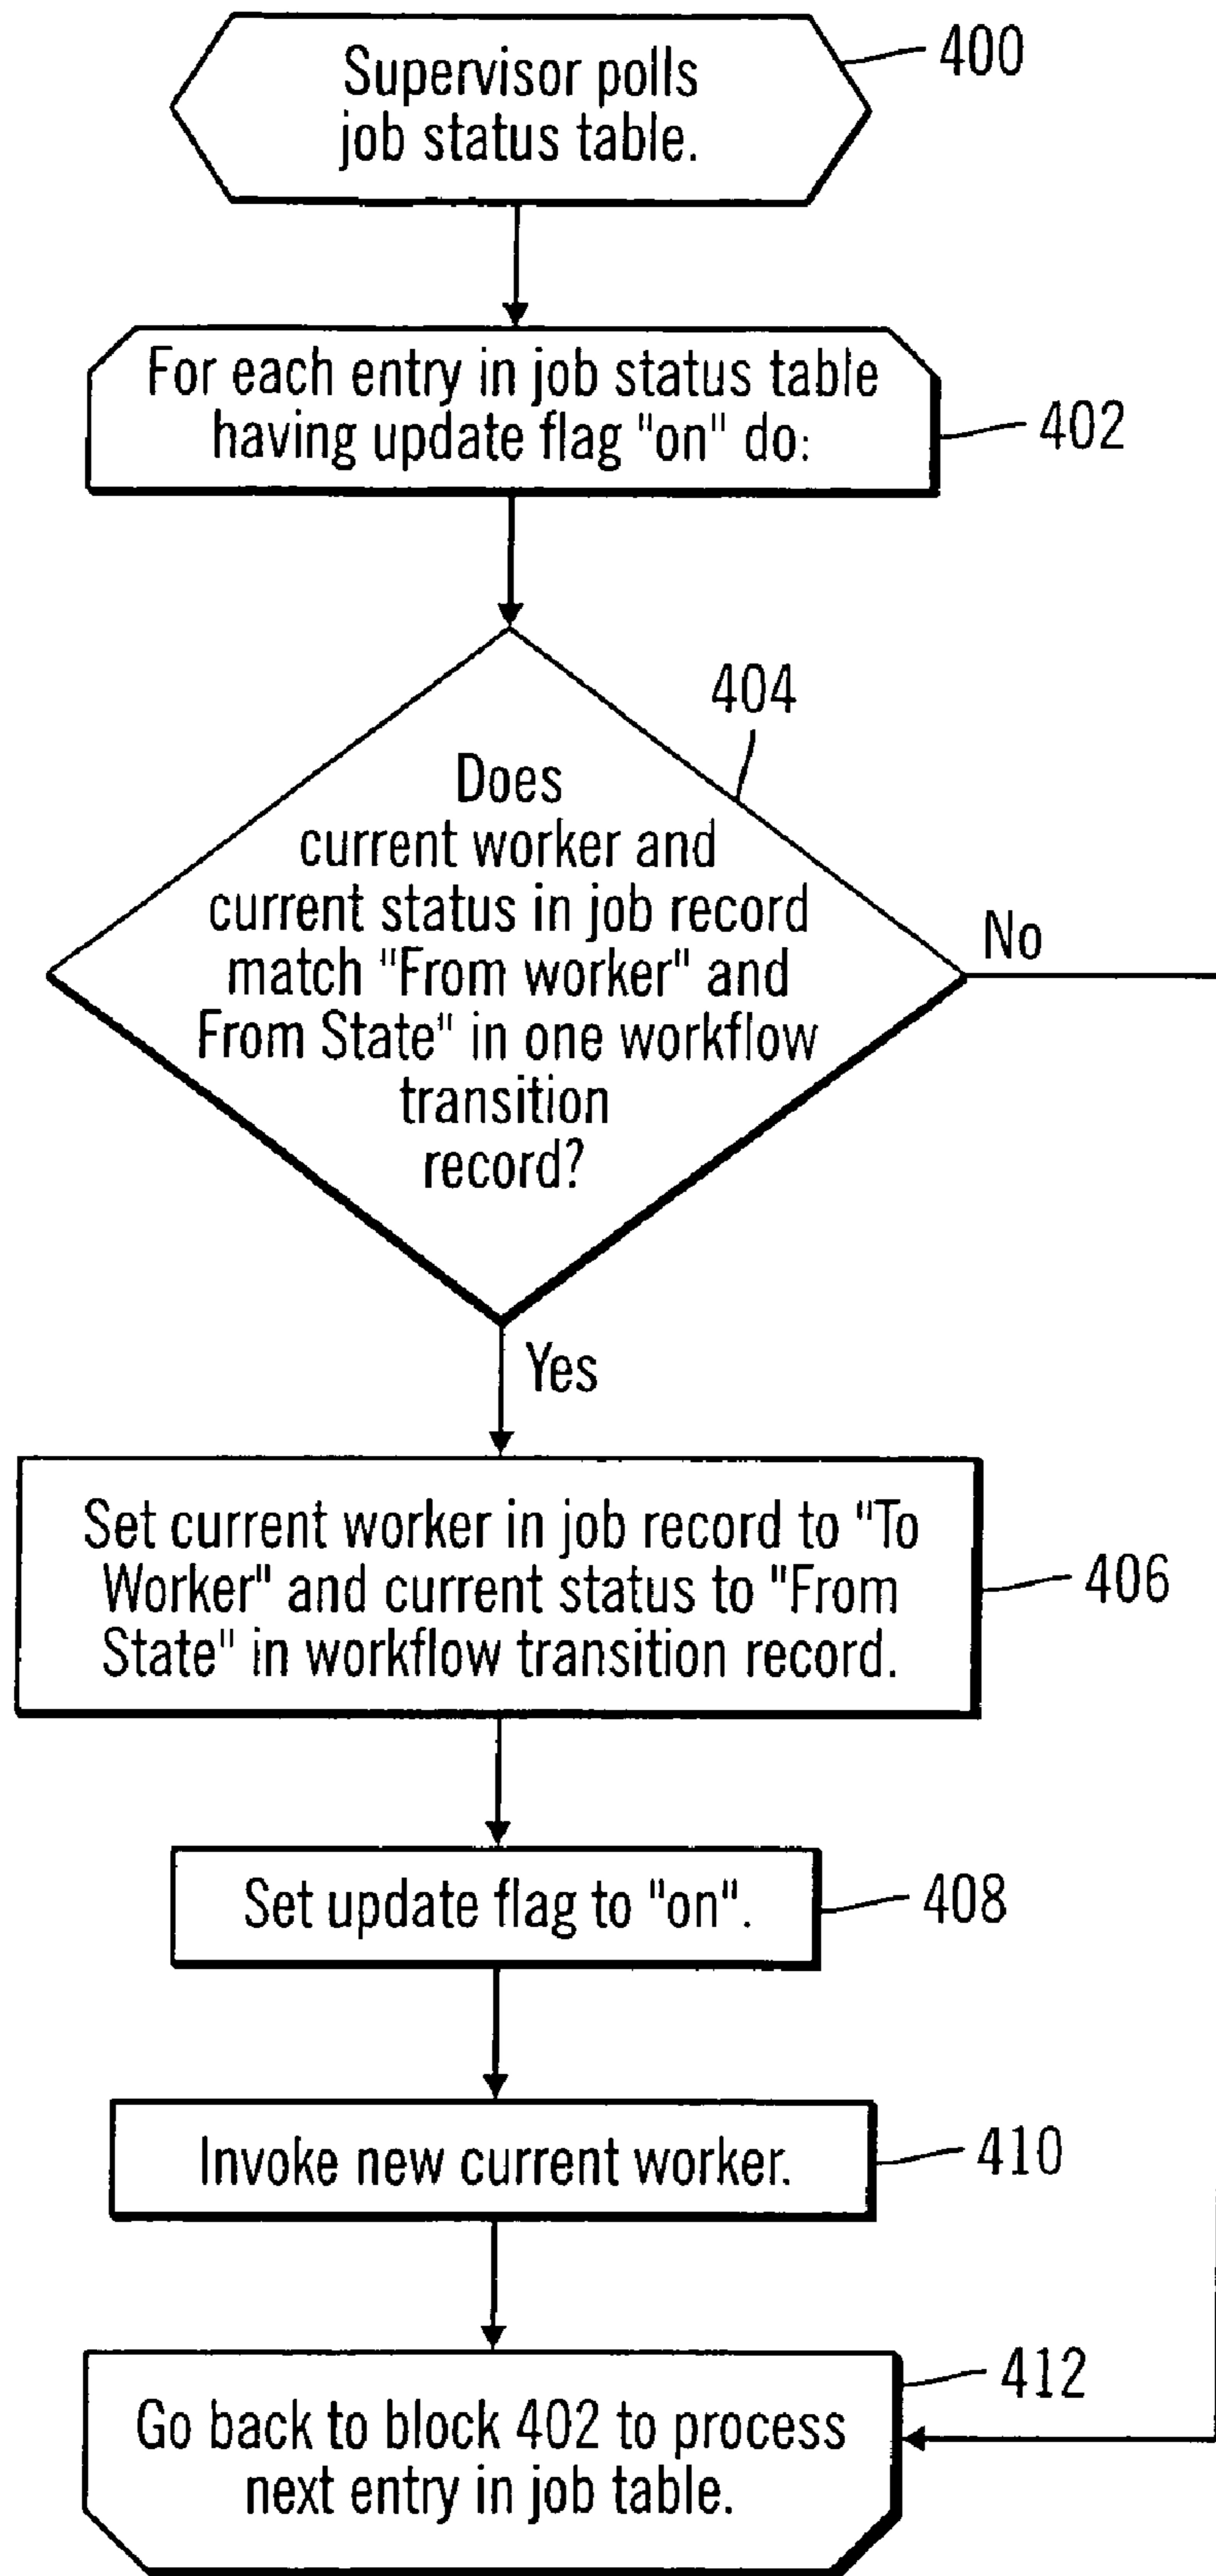 Supervisor polls
job status table.
400
For each entry in job status table
having update flag "on" do:
402
404
Does
current worker and
current status in job record
match "From worker" and
From State" in one workflow
transition
record?
No
Yes
Set current worker in job record to "To
Worker" and current status to "From
State" in workflow transition record.
406
Set update flag to "on".
408
Invoke new current worker.
410
Go back to block 402 to process
next entry in job table.
412